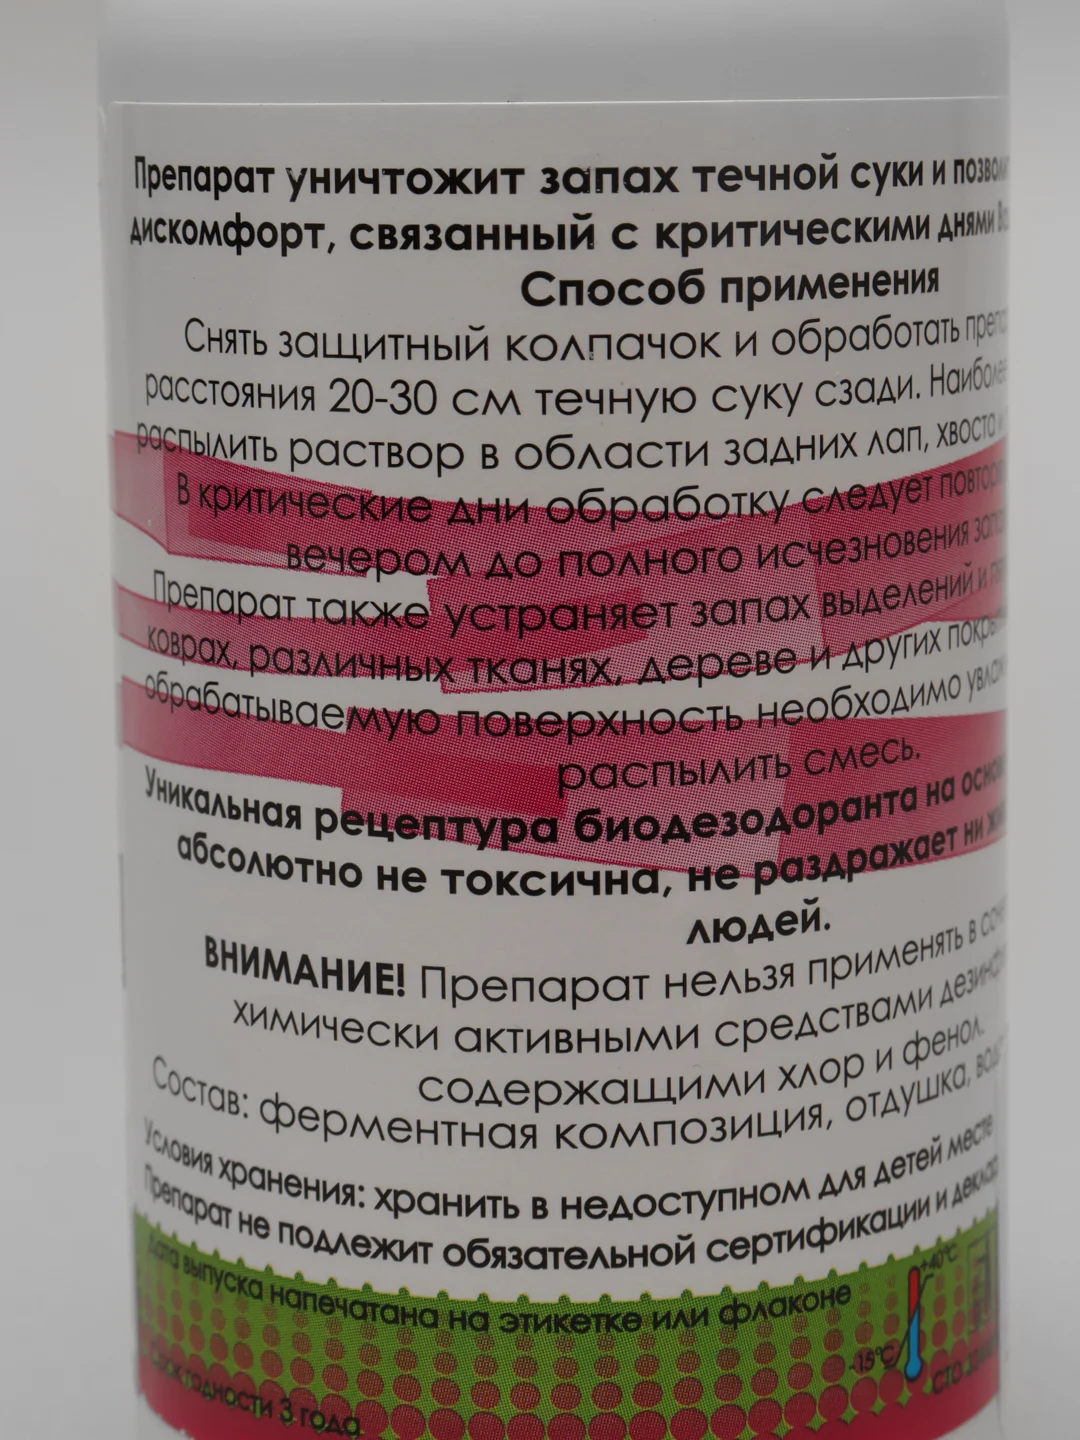 Препарат уничтожит запах течной суки и
дискомфорт, связанный с критическими днями
Способ применения
Снять защитный колпачок и обработать
расстояния 20-30 см течную суку сзади.
распылить раствор в области задних лап, хвоста и
В критические дни обработку следует
вечером до полного исчезновения
Препарат также устраняет запах выделений и
коврах, различных тканях, дереве и других
обрабатываемую поверхность необходимо
распылить смесь.
Уникальная рецептура биодезодоранта на
абсолютно не токсична, не раздражает ни
людей.
ВНИМАНИЕ! Препарат нельзя применять в
химически активными средствами
содержащими хлор и фенол.
Состав: ферментная композиция, отдушка,
Условия хранения: хранить в недоступном для детей месте
Препарат не подлежит обязательной сертификации и
Дата выпуска напечатана на этикетке или флаконе
+40°C
-15°C
Срок годности 3 года
СТО